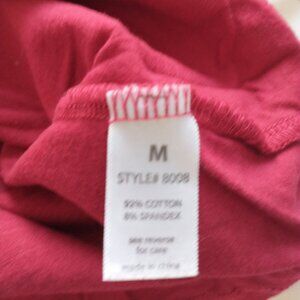 M
STYLE# 8008
92% COTTON
8% SPANDEX
see reverse
for care
made in china